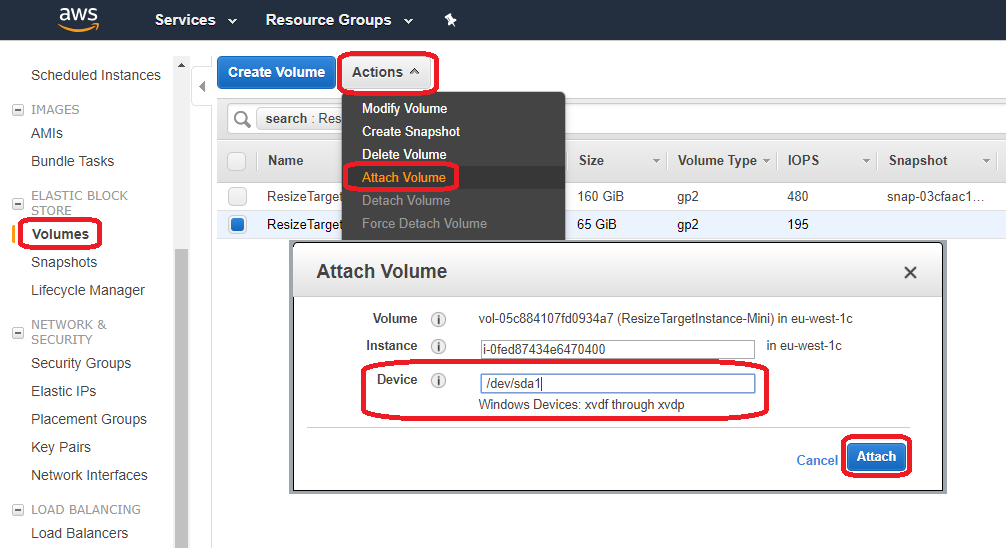 aws
Services
Resource Groups
Scheduled Instances
IMAGES
AMIs
Bundle Tasks
ELASTIC BLOCK
STORE
Volumes
Snapshots
Lifecycle Manager
NETWORK &
SECURITY
Security Groups
Elastic IPs
Placement Groups
Key Pairs
Network Interfaces
LOAD BALANCING
Load Balancers
Create Volume
Actions
search : Res
Modify Volume
Create Snapshot
Delete Volume
Attach Volume
Detach Volume
Force Detach Volume
Name Size Volume Type IOPS Snapshot
ResizeTarget 160 GiB gp2 480 snap-03cfaac1...
ResizeTarget 65 GiB gp2 195
Attach Volume
Volume i vol-05c884107fd0934a7 (ResizeTargetInstance-Mini) in eu-west-1c
Instance i i-0fed87434e6470400 in eu-west-1c
Device i /dev/sda1
Windows Devices: xvdf through xvdp
Cancel Attach